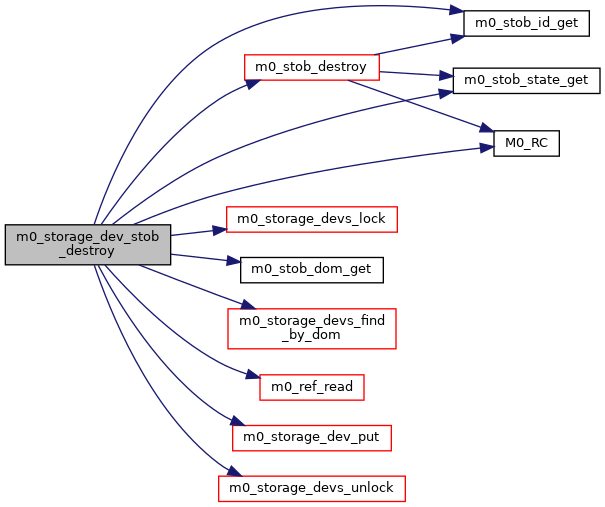 m0_stob_id_get
m0_stob_destroy
m0_stob_state_get
M0_RC
m0_storage_devs_lock
m0_storage_dev_stob
_destroy
m0_stob_dom_get
m0_storage_devs_find
_by_dom
m0_ref_read
m0_storage_dev_put
m0_storage_devs_unlock